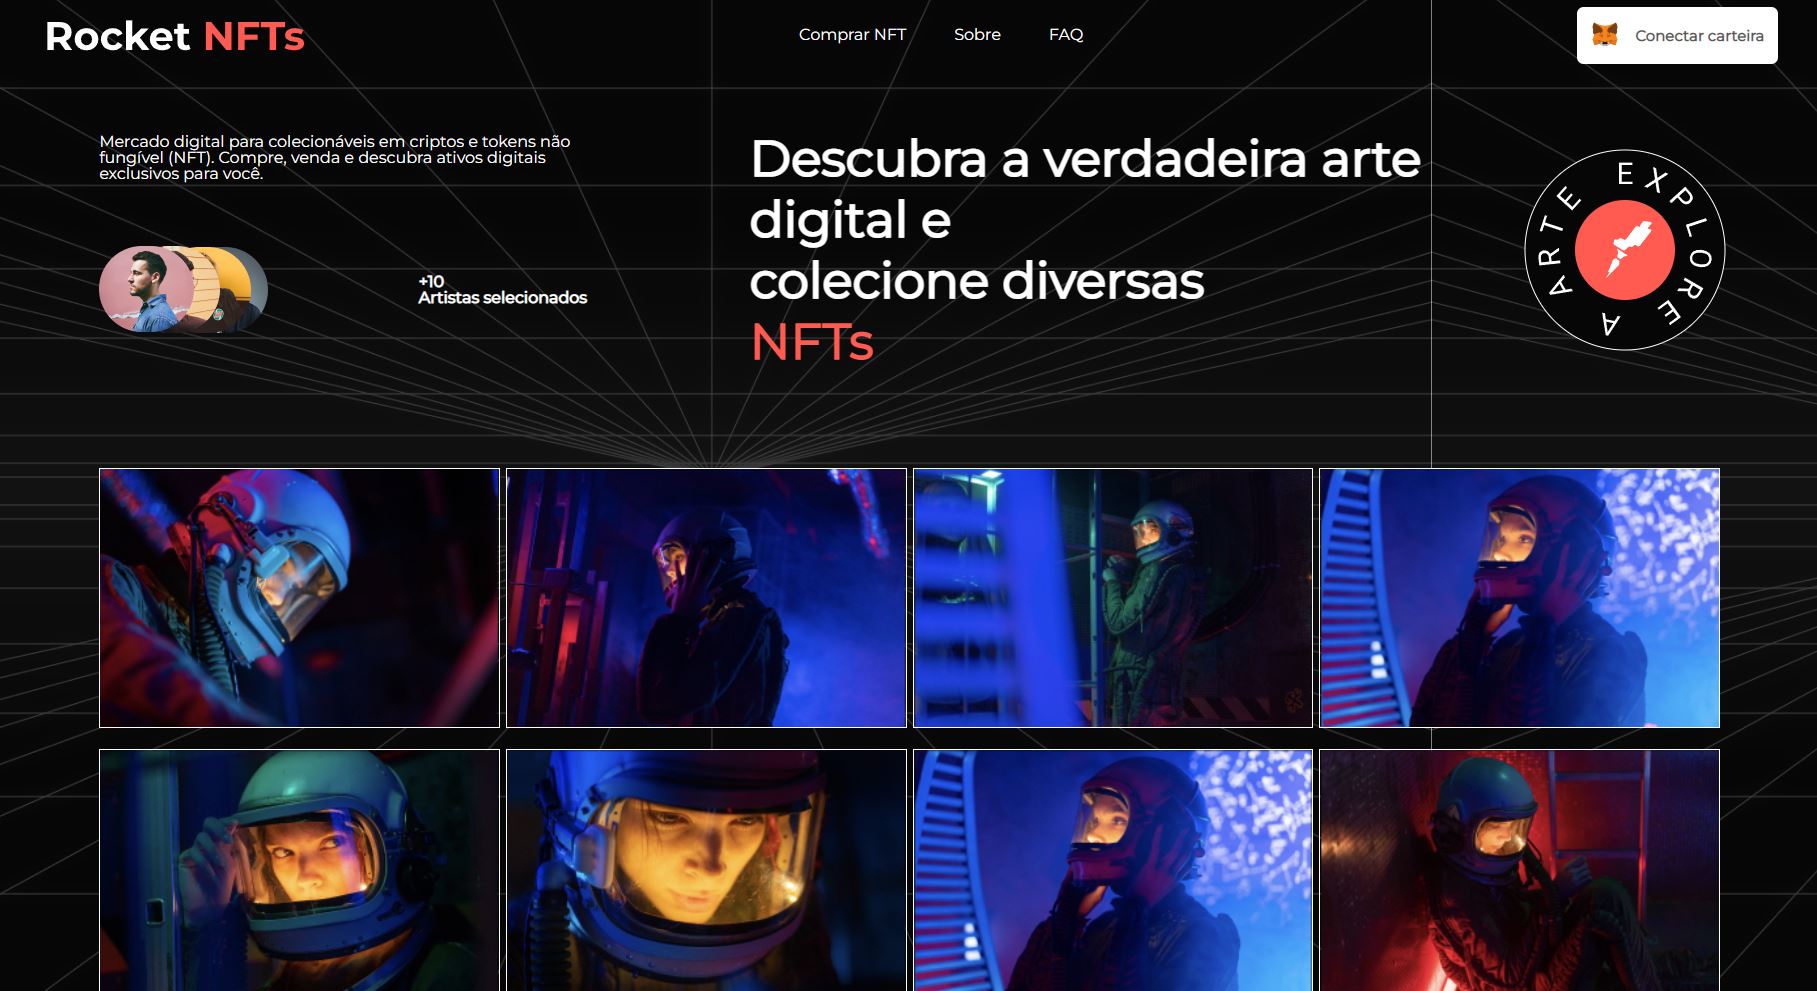 Rocket NFTs
Comprar NFT
Sobre
FAQ
Conectar carteira
Mercado digital para colecionáveis em criptos e tokens não
fungível (NFT). Compre, venda e descubra ativos digitais
exclusivos para você.
+10
Artistas selecionados
Descubra a verdadeira arte
digital e
colecione diversas
NFTs
EXPLORE A ARTE